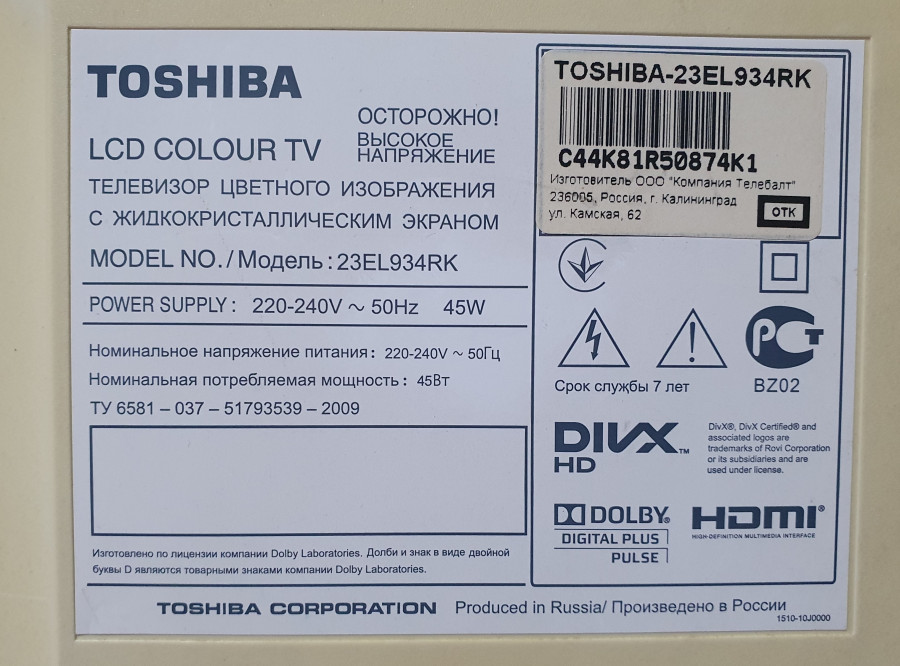 TOSHIBA
ОСТОРОЖНО!
ВЫСОКОЕ
НАПРЯЖЕНИЕ
LCD COLOUR TV
ТЕЛЕВИЗОР ЦВЕТНОГО ИЗОБРАЖЕНИЯ
С ЖИДКОКРИСТАЛЛИЧЕСКИМ ЭКРАНОМ
MODEL NO./Модель:23EL934RK
POWER SUPPLY: 220-240V ~ 50Hz 45W
Номинальное напряжение питания: 220-240V ~ 50Гц
Номинальная потребляемая мощность: 45Вт
ТУ 6581 – 037 – 51793539 – 2009
Изготовлено по лицензии компании Dolby Laboratories. Долби и знак в виде двойной
буквы D являются товарными знаками компании Dolby Laboratories.
TOSHIBA-23EL934RK
C44K81R50874K1
Изготовитель ООО "Компания Телебалт"
236005, Россия, г. Калининград
ул. Камская, 62
ОТК
РСТ
Срок службы 7 лет
BZ02
DIVX™
HD
DivX®, DivX Certified® and
associated logos are
trademarks of Rovi Corporation
or its subsidiaries and are
used under license.
DOLBY®
DIGITAL PLUS
PULSE
HDMI®
HIGH-DEFINITION MULTIMEDIA INTERFACE
TOSHIBA CORPORATION Produced in Russia/ Произведено в России
1510-10J0000